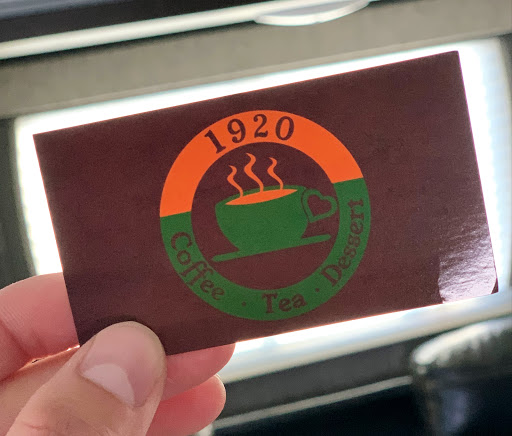 1920
Coffee · Tea · Dessert